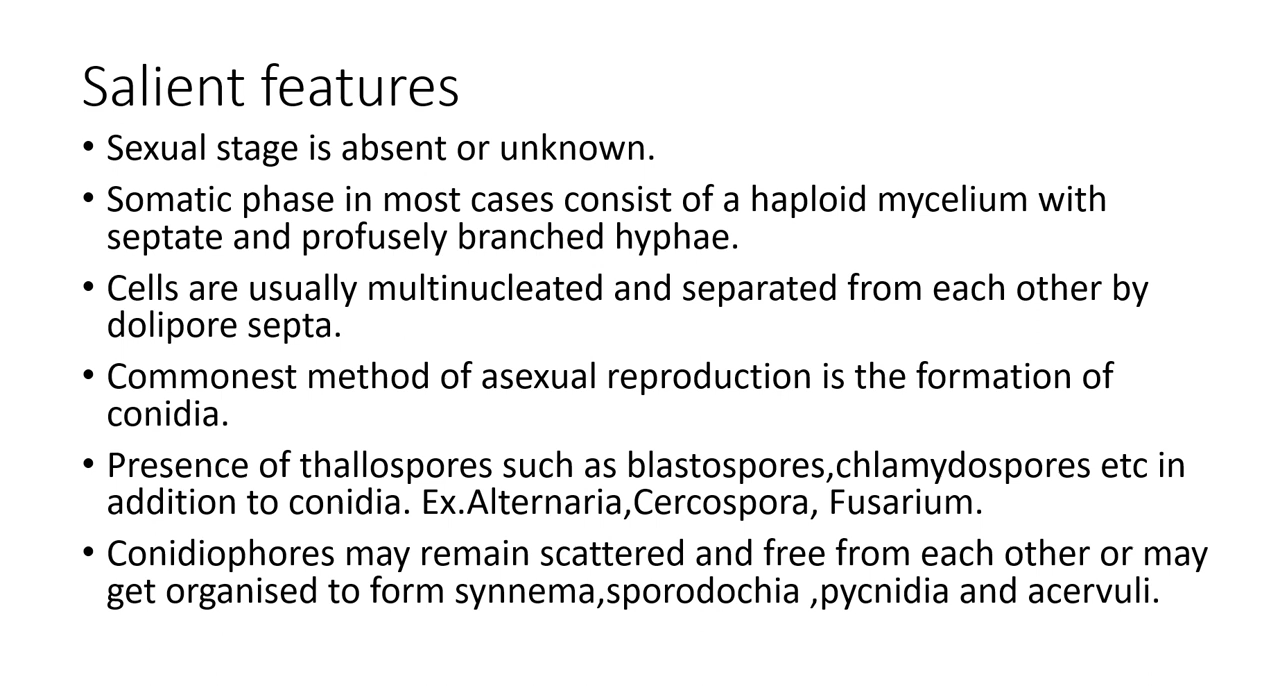 Salient features
• Sexual stage is absent or unknown.
• Somatic phase in most cases consist of a haploid mycelium with
septate and profusely branched hyphae.
• Cells are usually multinucleated and separated from each other by
dolipore septa.
• Commonest method of asexual reproduction is the formation of
conidia.
• Presence of thallospores such as blastospores,chlamydospores etc in
addition to conidia. Ex.Alternaria,Cercospora, Fusarium.
• Conidiophores may remain scattered and free from each other or may
get organised to form synnema,sporodochia ,pycnidia and acervuli.